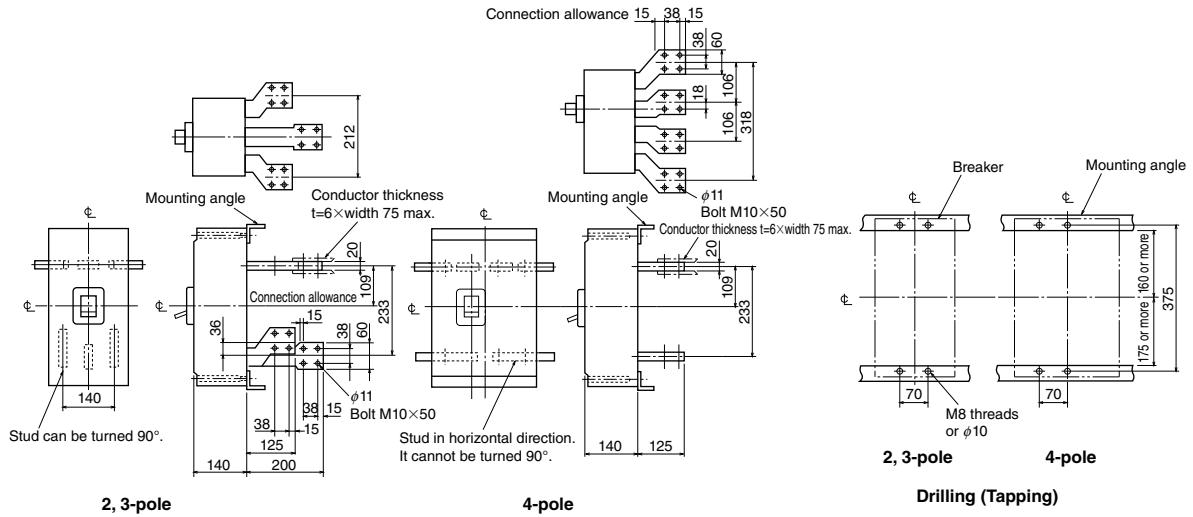 Connection allowance 15 38 15
38
60
18
106
106
318
212
φ11
Bolt M10×50
Mounting angle
Conductor thickness
t=6×width 75 max.
℄
℄
20
109
233
Connection allowance
15
36
38
60
φ11
Bolt M10×50
38 15
38 15
125
140 200
140
Stud can be turned 90°.
2, 3-pole
Mounting angle
Conductor thickness t=6×width 75 max.
℄
℄
20
109
233
Stud in horizontal direction.
It cannot be turned 90°.
140 125
4-pole
Breaker
Mounting angle
℄
℄
℄
160 or more
175 or more
375
70
70
M8 threads
or φ10
2, 3-pole
4-pole
Drilling (Tapping)